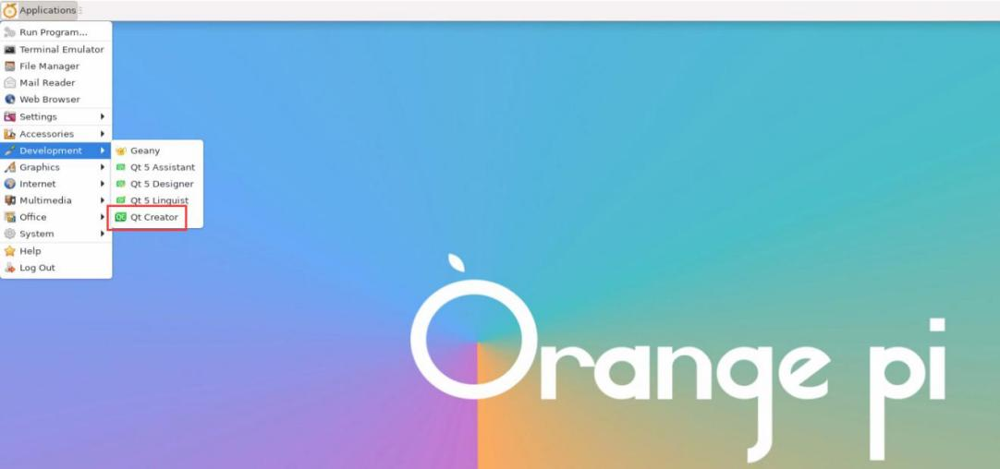 Applications
Run Program...
Terminal Emulator
File Manager
Mail Reader
Web Browser
Settings
Accessories
Development
Graphics
Internet
Multimedia
Office
System
Help
Log Out
Geany
Qt 5 Assistant
Qt 5 Designer
Qt 5 Linguist
Qt Creator
Orange pi